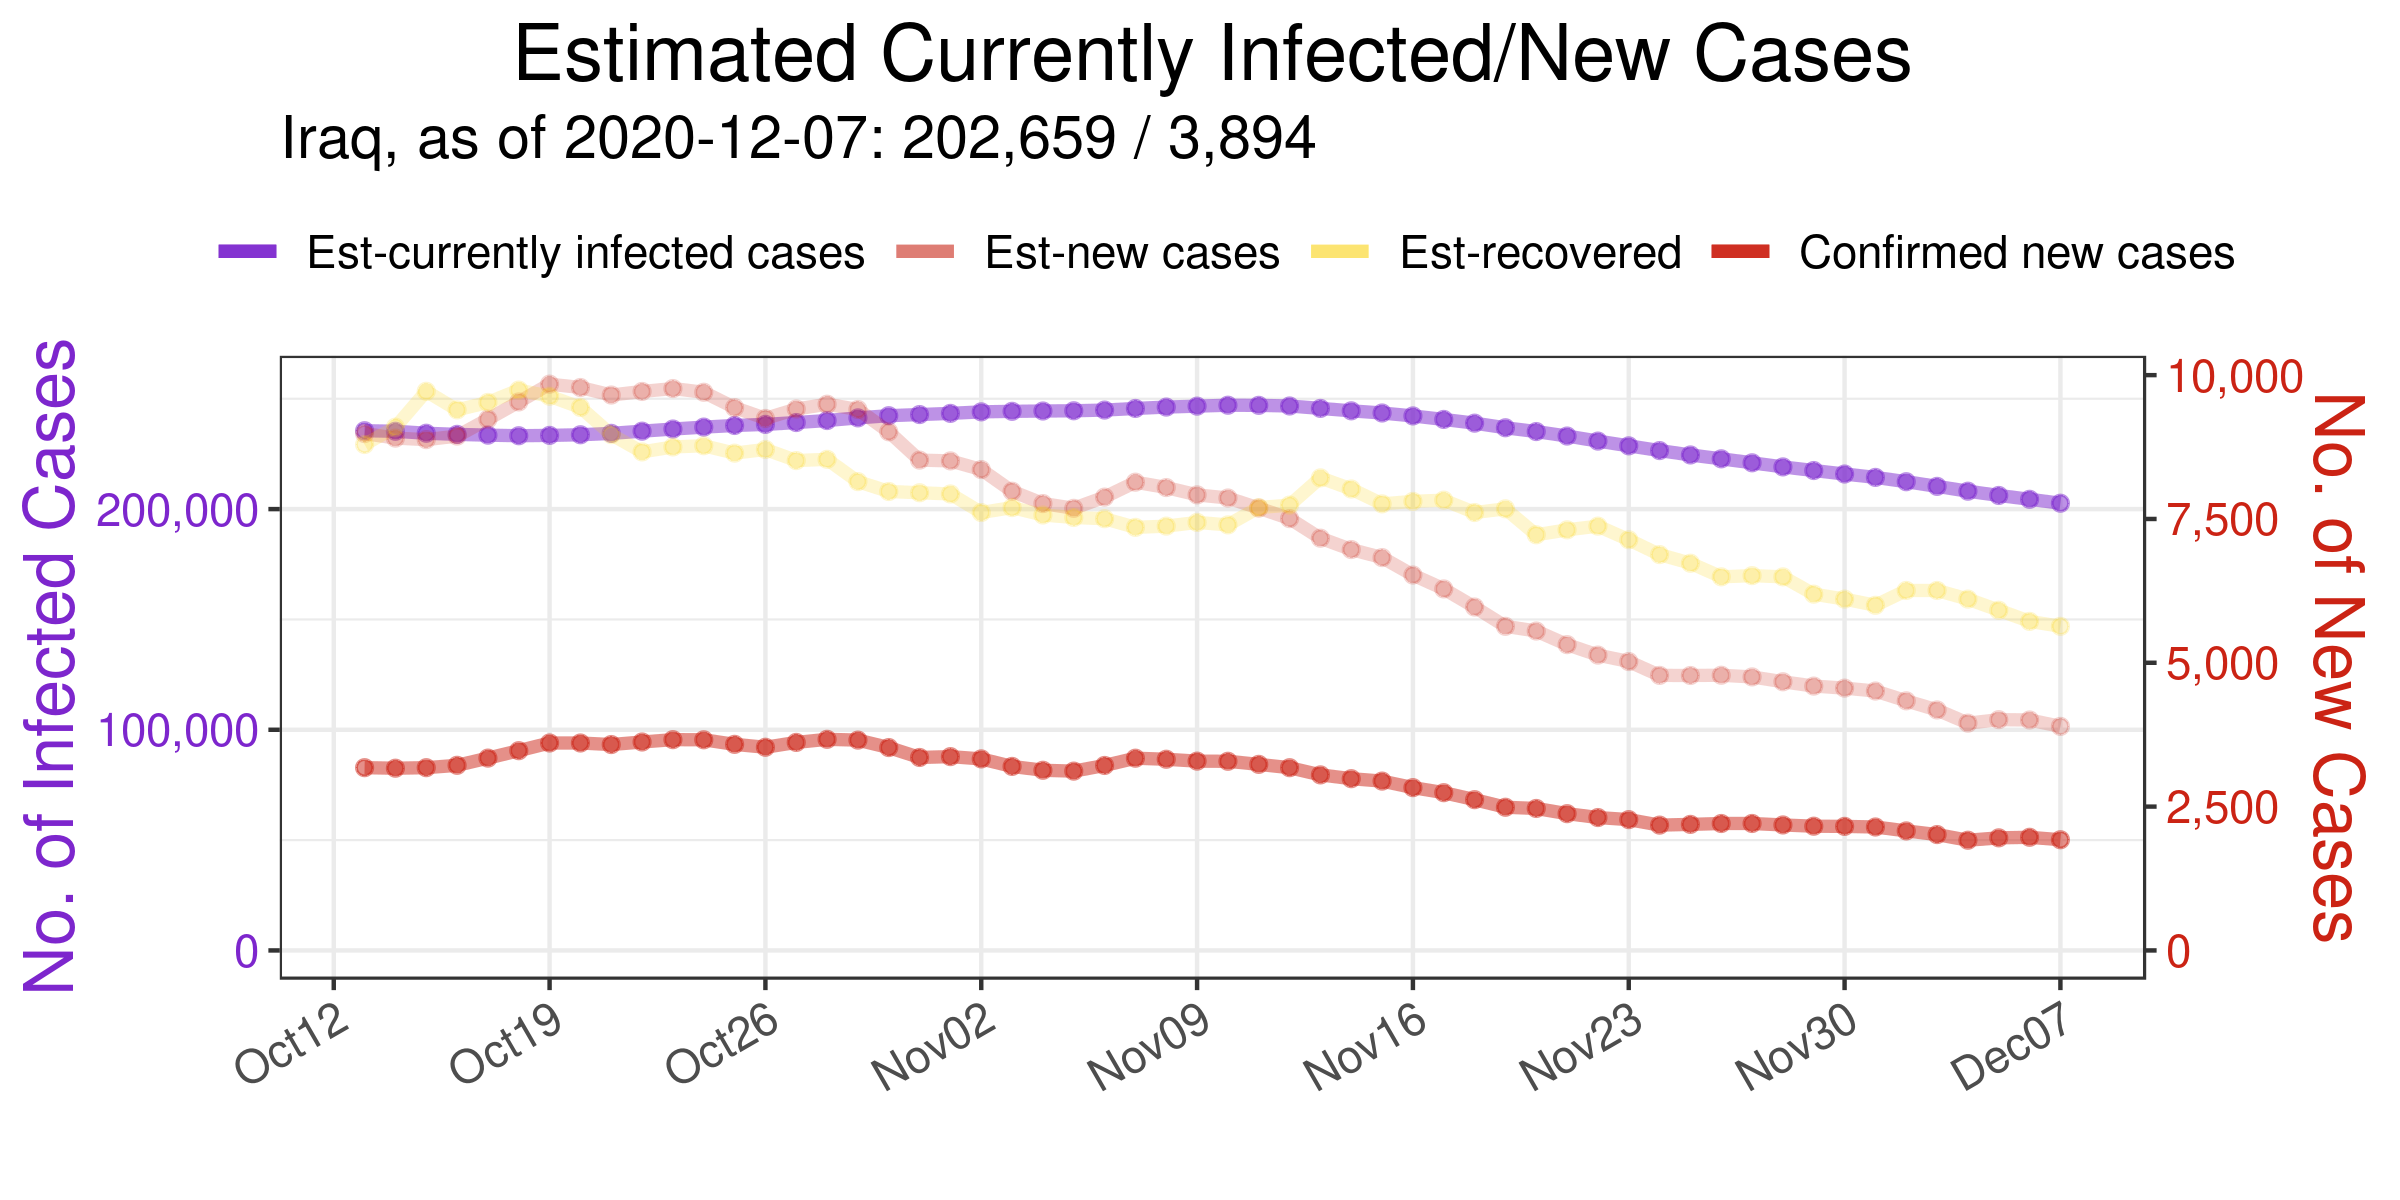 Estimated Currently Infected/New Cases
Iraq, as of 2020-12-07: 202,659 / 3,894
Est-currently infected cases Est-new cases Est-recovered Confirmed new cases
No. of Infected Cases
200,000
100,000
0
10,000
7,500
5,000
2,500
0
No. of New Cases
Oct12 Oct19 Oct26 Nov02 Nov09 Nov16 Nov23 Nov30 Dec07